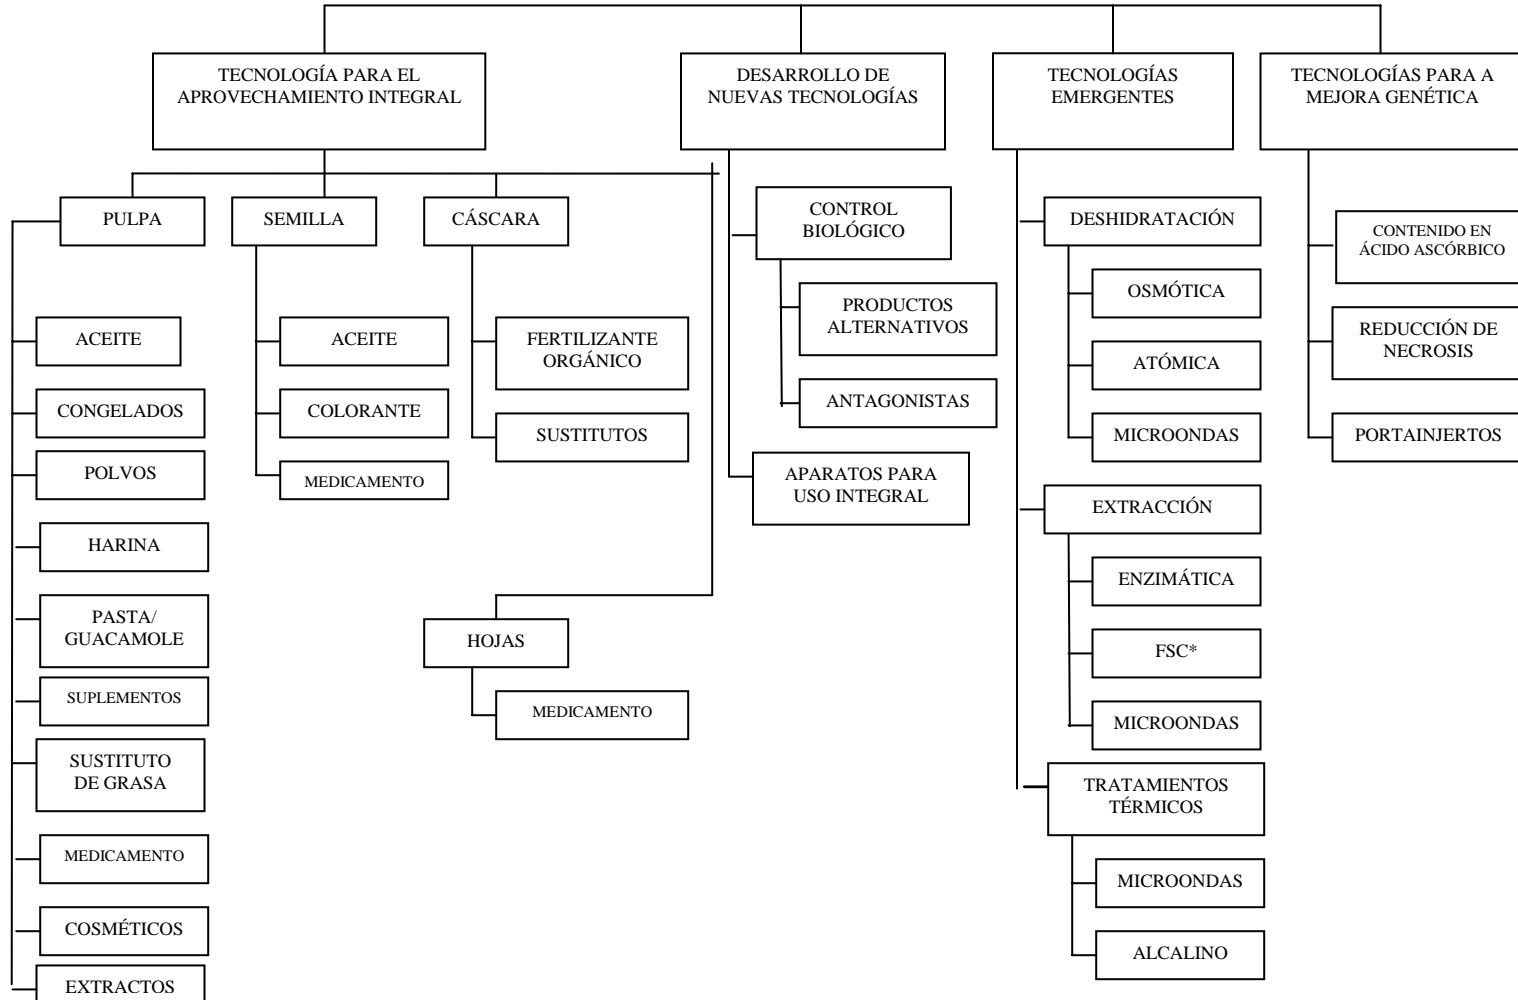 TECNOLOGÍA PARA EL
APROVECHAMIENTO INTEGRAL
DESARROLLO DE
NUEVAS TECNOLOGÍAS
TECNOLOGÍAS
EMERGENTES
TECNOLOGÍAS PARA A
MEJORA GENÉTICA
PULPA
SEMILLA
CÁSCARA
ACEITE
CONGELADOS
POLVOS
HARINA
PASTA/
GUACAMOLE
SUPLEMENTOS
SUSTITUTO
DE GRASA
MEDICAMENTO
COSMÉTICOS
EXTRACTOS
ACEITE
COLORANTE
MEDICAMENTO
FERTILIZANTE
ORGÁNICO
SUSTITUTOS
HOJAS
MEDICAMENTO
CONTROL
BIOLÓGICO
PRODUCTOS
ALTERNATIVOS
ANTAGONISTAS
APARATOS PARA
USO INTEGRAL
DESHIDRATACIÓN
OSMÓTICA
ATÓMICA
MICROONDAS
EXTRACCIÓN
ENZIMÁTICA
FSC*
MICROONDAS
TRATAMIENTOS
TÉRMICOS
MICROONDAS
ALCALINO
CONTENIDO EN
ÁCIDO ASCÓRBICO
REDUCCIÓN DE
NECROSIS
PORTAINJERTOS